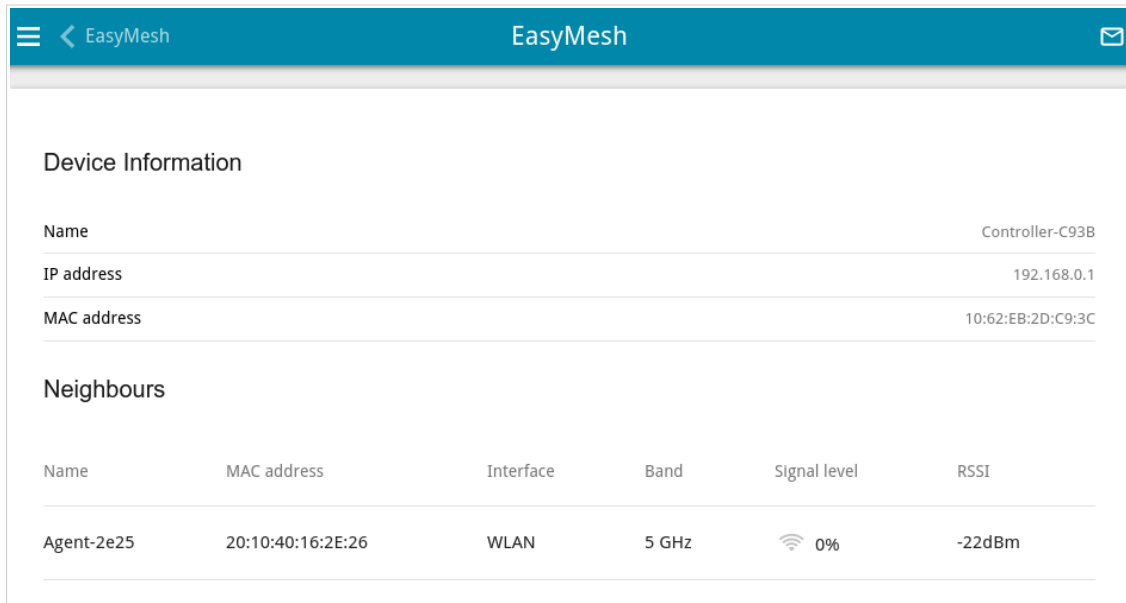 EasyMesh EasyMesh
Device Information
Name Controller-C93B
IP address 192.168.0.1
MAC address 10:62:EB:2D:C9:3C
Neighbours
Name MAC address Interface Band Signal level RSSI
Agent-2e25 20:10:40:16:2E:26 WLAN 5 GHz 0% -22dBm